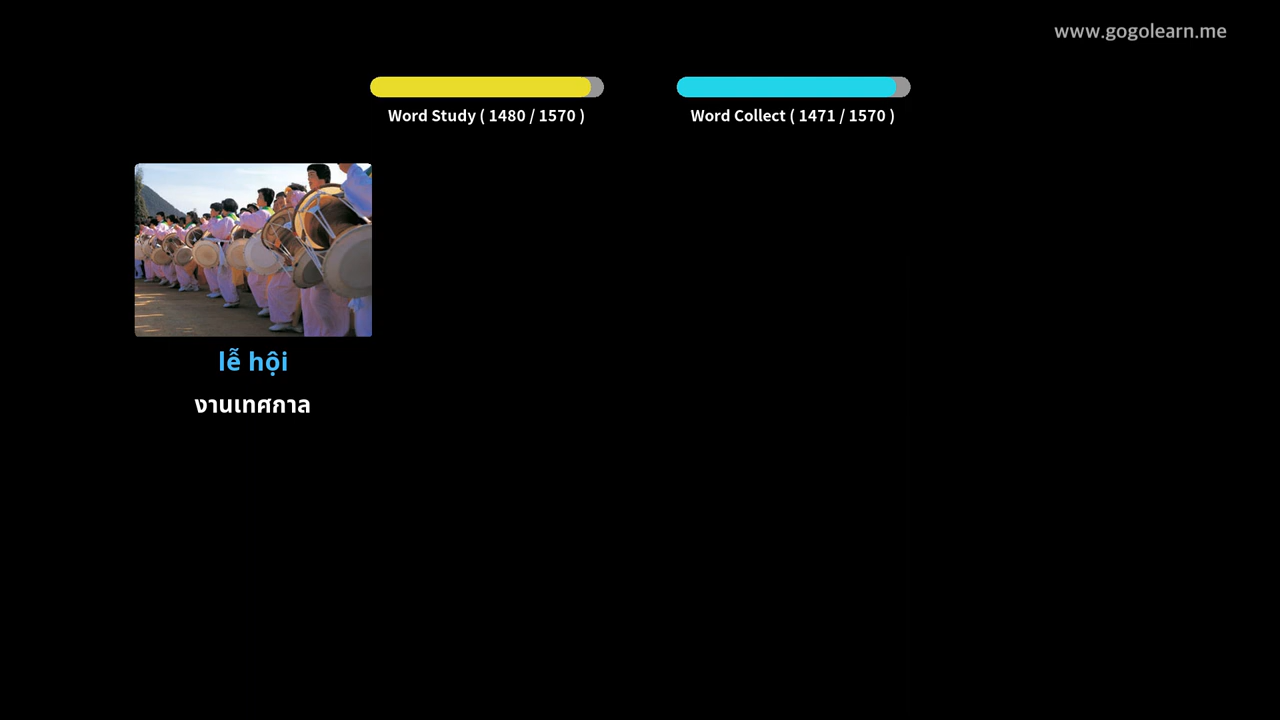 www.gogolearn.me
Word Study ( 1480 / 1570 )
Word Collect ( 1471 / 1570 )
lễ hội
งานเทศกาล